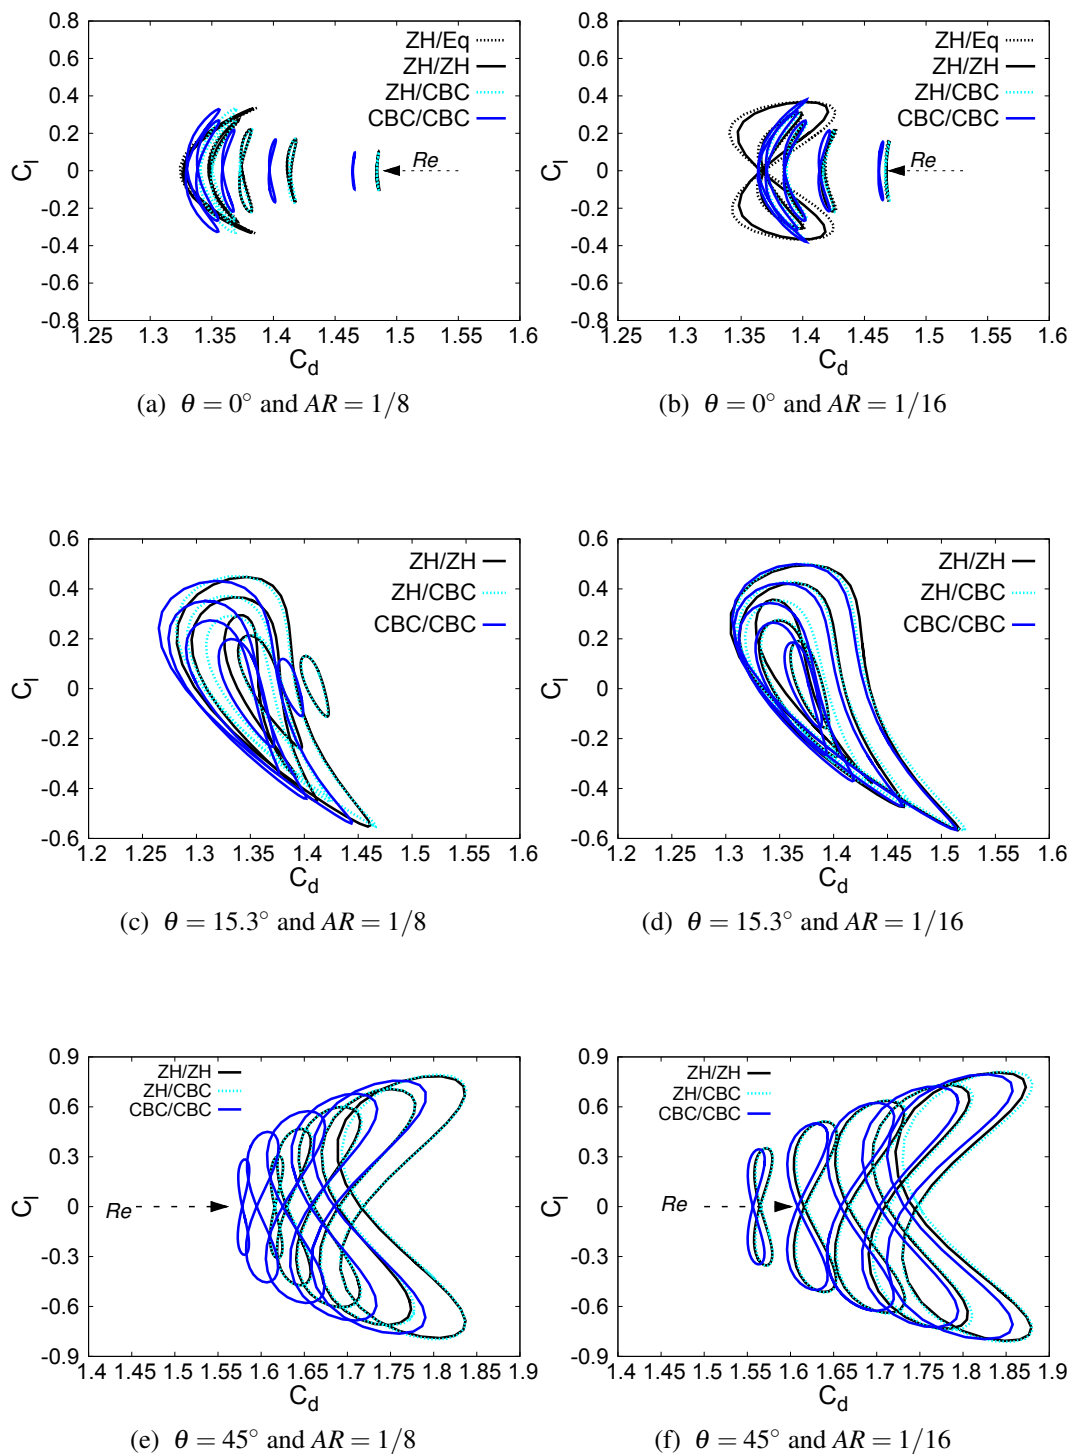 0.8
0.6
0.4
0.2
0
-0.2
-0.4
-0.6
-0.8
C_l
ZH/Eq
ZH/ZH
ZH/CBC
CBC/CBC
Re
1.25 1.3 1.35 1.4 1.45 1.5 1.55 1.6
C_d
(a) θ = 0° and AR = 1/8
0.8
0.6
0.4
0.2
0
-0.2
-0.4
-0.6
-0.8
C_l
ZH/Eq
ZH/ZH
ZH/CBC
CBC/CBC
Re
1.25 1.3 1.35 1.4 1.45 1.5 1.55 1.6
C_d
(b) θ = 0° and AR = 1/16
0.6
0.4
0.2
0
-0.2
-0.4
-0.6
C_l
ZH/ZH
ZH/CBC
CBC/CBC
1.2 1.25 1.3 1.35 1.4 1.45 1.5 1.55 1.6
C_d
(c) θ = 15.3° and AR = 1/8
0.6
0.4
0.2
0
-0.2
-0.4
-0.6
C_l
ZH/ZH
ZH/CBC
CBC/CBC
1.2 1.25 1.3 1.35 1.4 1.45 1.5 1.55 1.6
C_d
(d) θ = 15.3° and AR = 1/16
0.9
0.6
0.3
0
-0.3
-0.6
-0.9
C_l
ZH/ZH
ZH/CBC
CBC/CBC
Re
1.4 1.45 1.5 1.55 1.6 1.65 1.7 1.75 1.8 1.85 1.9
C_d
(e) θ = 45° and AR = 1/8
0.9
0.6
0.3
0
-0.3
-0.6
-0.9
C_l
ZH/ZH
ZH/CBC
CBC/CBC
Re
1.4 1.45 1.5 1.55 1.6 1.65 1.7 1.75 1.8 1.85 1.9
C_d
(f) θ = 45° and AR = 1/16